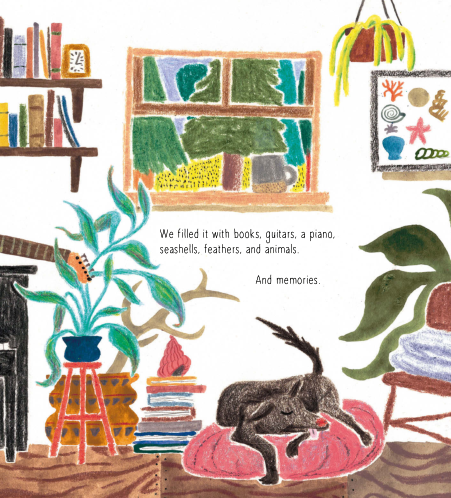 We filled it with books, guitars, a piano,
seashells, feathers, and animals.
And memories.